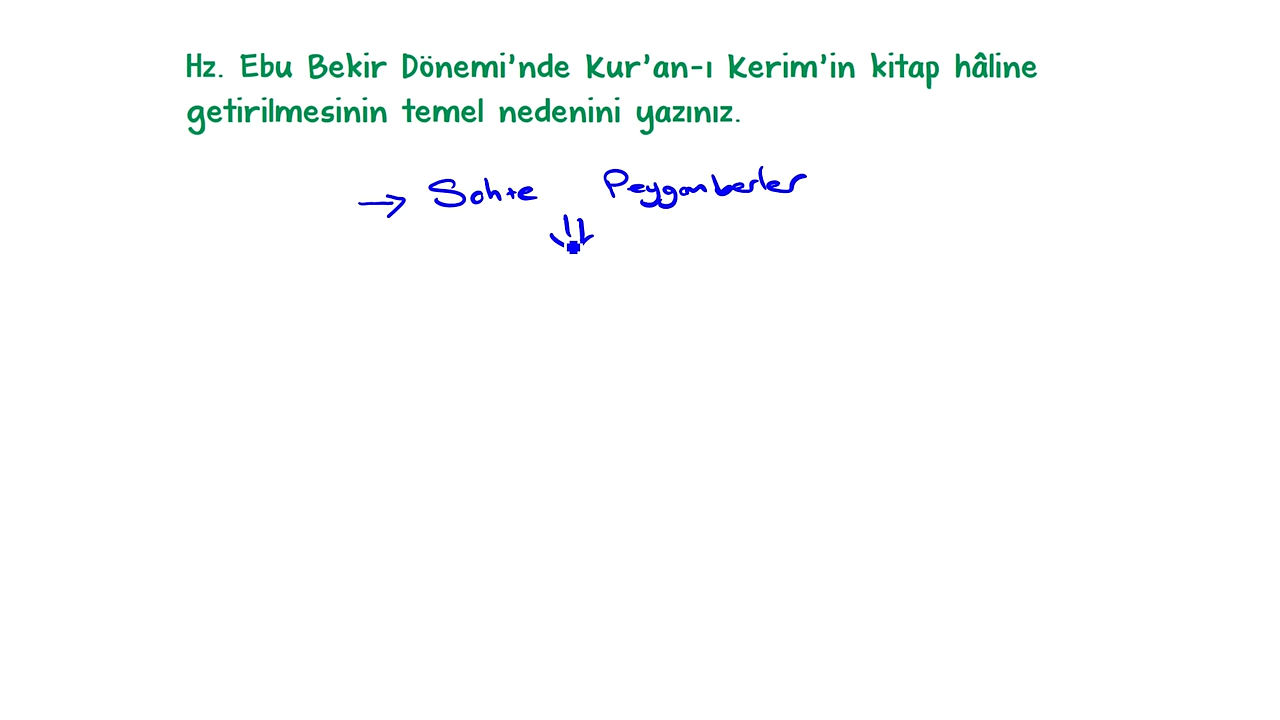 Hz. Ebu Bekir Dönemi'nde Kur'an-ı Kerim'in kitap hâline
getirilmesinin temel nedenini yazınız.
→ Sahte Peygamberler